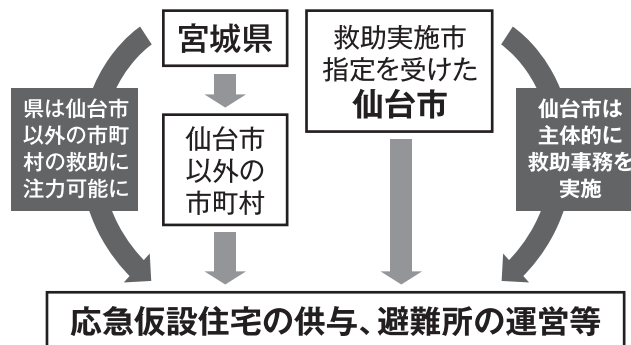 宮城県
救助実施市
指定を受けた
仙台市
県は仙台市
以外の市町
村の救助に
注力可能に
仙台市
以外の
市町村
仙台市は
主体的に
救助事務を
実施
応急仮設住宅の供与、避難所の運営等